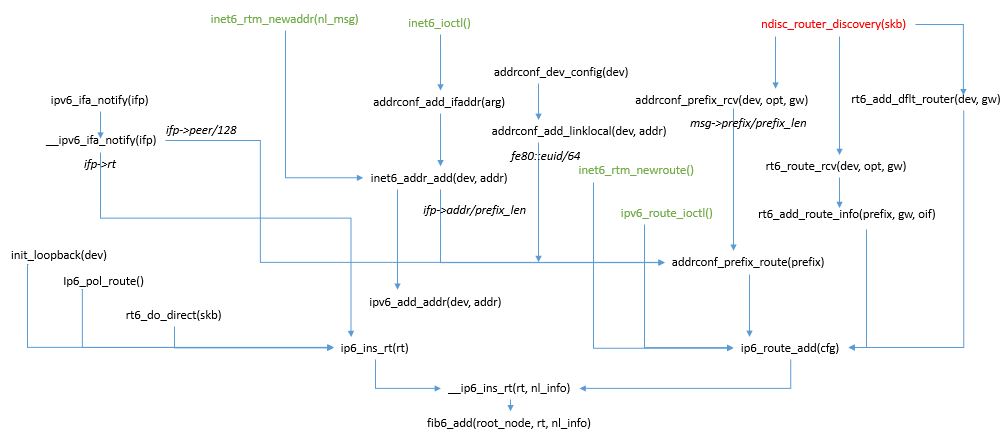 inet6_rtm_newaddr(nl_msg)
inet6_ioctl()
ndisc_router_discovery(skb)
addrconf_dev_config(dev)
ipv6_ifa_notify(ifp)
addrconf_add_ifaddr(arg)
addrconf_prefix_rcv(dev, opt, gw)
rt6_add_dflt_router(dev, gw)
msg->prefix/prefix_len
ifp->peer/128
addrconf_add_linklocal(dev, addr)
__ipv6_ifa_notify(ifp)
fe80::euid/64
ifp->rt
rt6_route_rcv(dev, opt, gw)
inet6_rtm_newroute()
inet6_addr_add(dev, addr)
ifp->addr/prefix_len
ipv6_route_ioctl()
rt6_add_route_info(prefix, gw, oif)
init_loopback(dev)
addrconf_prefix_route(prefix)
Ip6_pol_route()
ipv6_add_addr(dev, addr)
rt6_do_direct(skb)
ip6_ins_rt(rt)
ip6_route_add(cfg)
__ip6_ins_rt(rt, nl_info)
fib6_add(root_node, rt, nl_info)